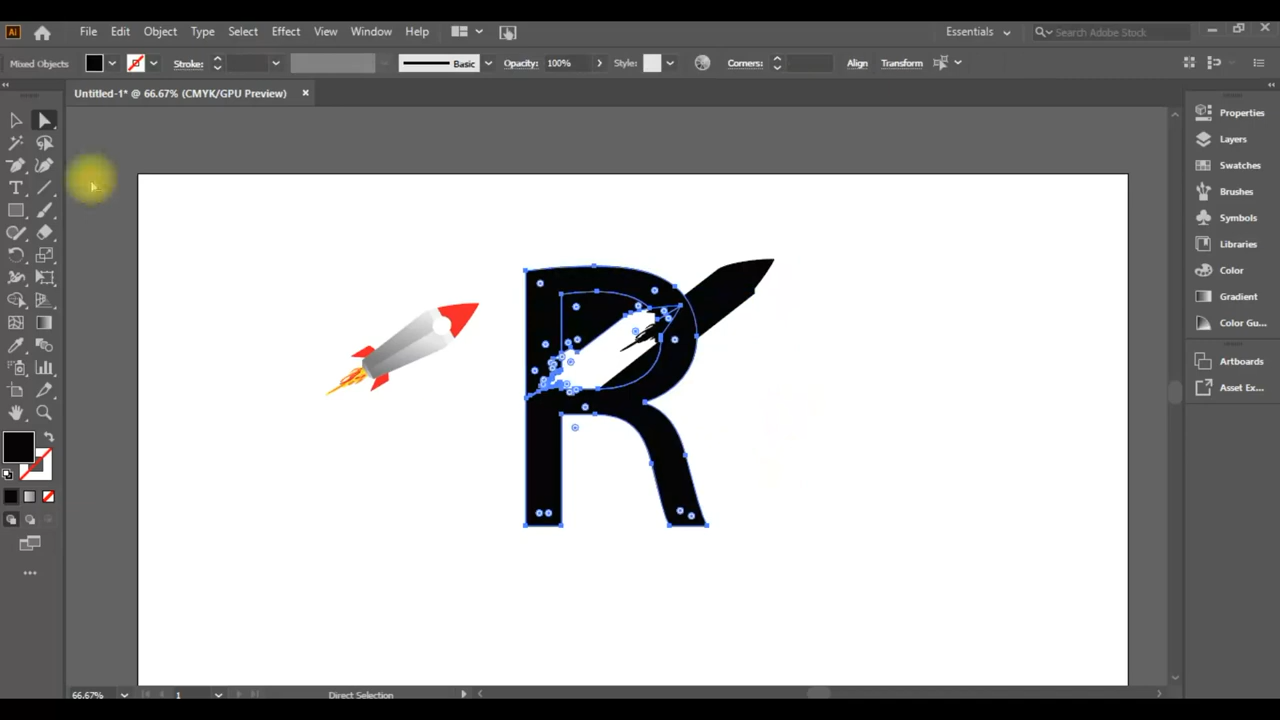 Ai File Edit Object Type Select Effect View Window Help Essentials Search Adobe Stock
Mixed Objects Stroke: Basic Opacity: 100% Style: Corners: Align Transform
Untitled-1* @ 66.67% (CMYK/GPU Preview)
Properties
Layers
Swatches
Brushes
Symbols
Libraries
Color
Gradient
Color Gu...
Artboards
Asset Ex...
R
66.67% 1 Direct Selection